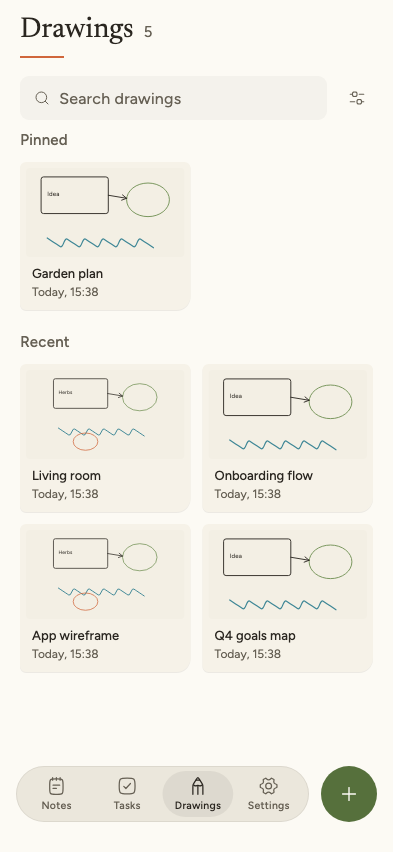 Drawings 5
Search drawings
Pinned
Idea
Garden plan
Today, 15:38
Recent
Herbs
Living room
Today, 15:38
Idea
Onboarding flow
Today, 15:38
Herbs
App wireframe
Today, 15:38
Idea
Q4 goals map
Today, 15:38
Notes
Tasks
Drawings
Settings